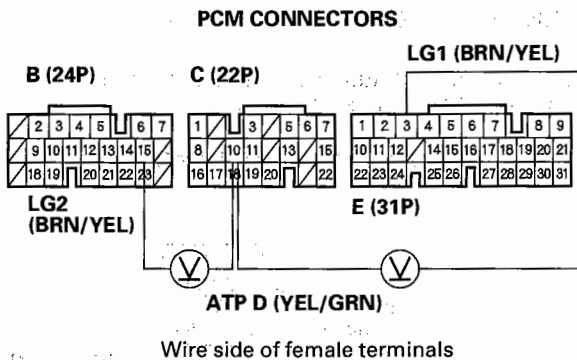 PCM CONNECTORS
LG1 (BRN/YEL)
B (24P)
C (22P)
2 3 4 5 6 7
9 10 11 12 13 14 15
18 19 20 21 22 23
1 5 6 7
8 10 11 13 15
16 17 18 19 20 22
1 2 3 4 5 6 7 8 9
10 11 12 14 15 16 17 18 19 20 21
22 23 24 25 26 27 28 29 30 31
LG2
(BRN/YEL)
E (31P)
V
V
ATP D (YEL/GRN)
Wire side of female terminals